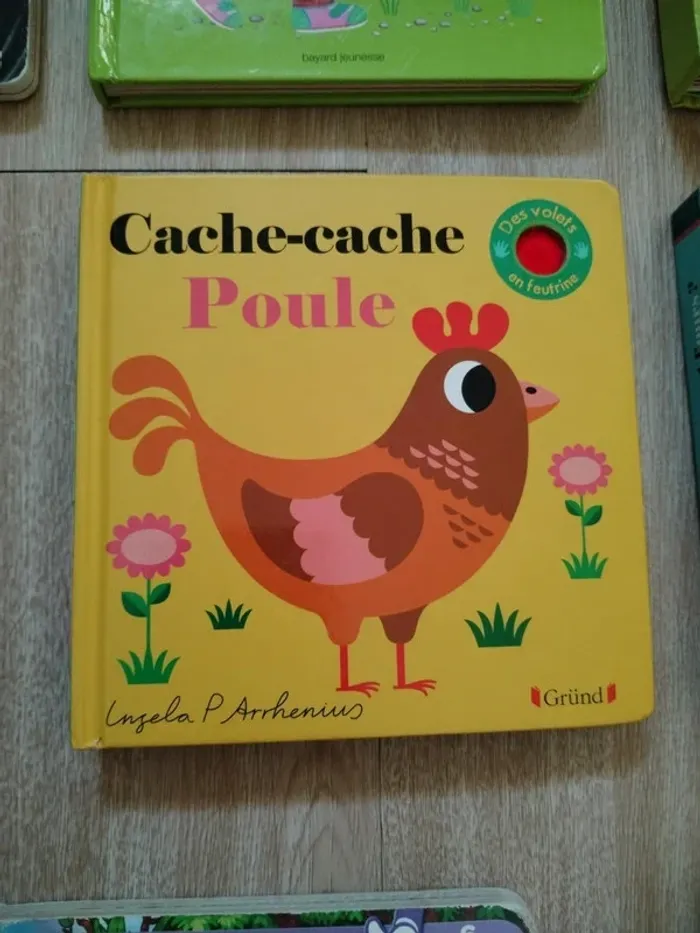 bayard jeunesse
Cache-cache
Poule
Des volets
en feutrine
Ingela P Arrhenius
Gründ